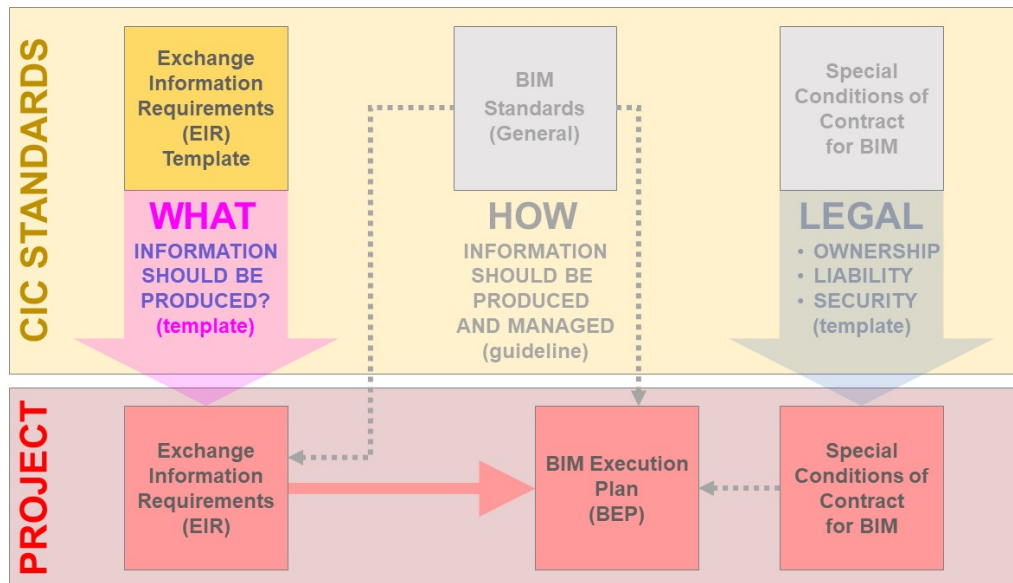 CIC STANDARDS
Exchange
Information
Requirements
(EIR)
Template
BIM
Standards
(General)
Special
Conditions of
Contract
for BIM
WHAT
INFORMATION
SHOULD BE
PRODUCED?
(template)
HOW
INFORMATION
SHOULD BE
PRODUCED
AND MANAGED
(guideline)
LEGAL
• OWNERSHIP
• LIABILITY
• SECURITY
(template)
PROJECT
Exchange
Information
Requirements
(EIR)
BIM Execution
Plan
(BEP)
Special
Conditions of
Contract
for BIM